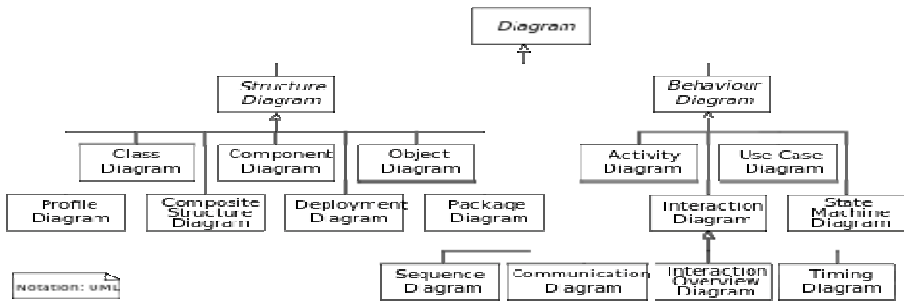 Diagram
Structure
Diagram
Behaviour
Diagram
Class
Diagram
Component
Diagram
Object
Diagram
Activity
Diagram
Use Case
Diagram
Profile
Diagram
Composite
Structure
Diagram
Deployment
Diagram
Package
Diagram
Interaction
Diagram
State
Machine
Diagram
Sequence
Diagram
Communication
Diagram
Interaction
Overview
Diagram
Timing
Diagram
Notation: UML